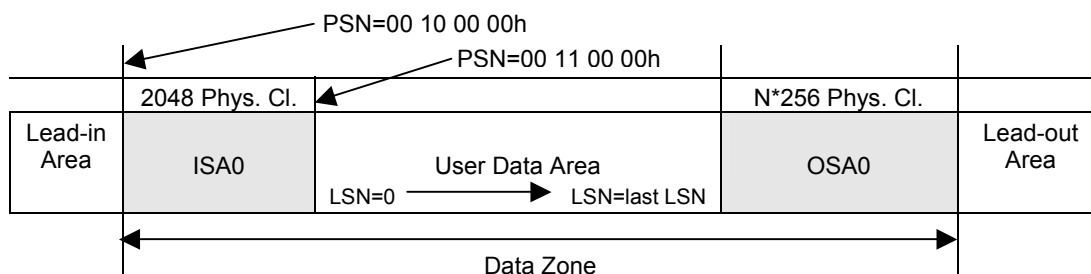 PSN=00 10 00 00h
PSN=00 11 00 00h
2048 Phys. Cl.
N*256 Phys. Cl.
Lead-in
Area
ISA0
User Data Area
OSA0
Lead-out
Area
LSN=0
LSN=last LSN
Data Zone